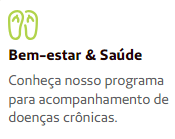 Bem-estar & Saúde
Conheça nosso programa
para acompanhamento de
doenças crônicas.